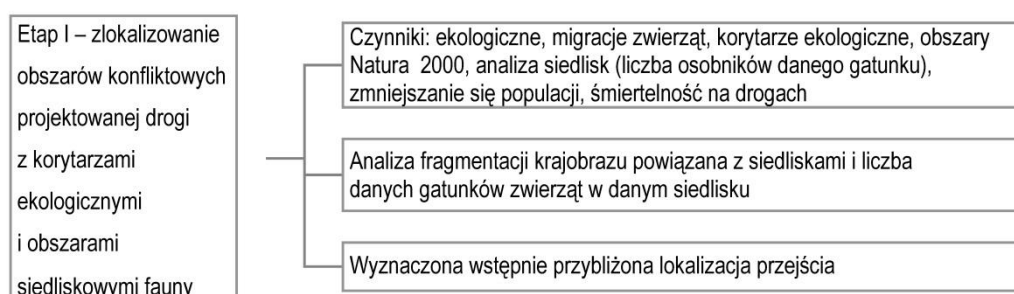 Etap I – zlokalizowanie
obszarów konfliktowych
projektowanej drogi
z korytarzami
ekologicznymi
i obszarami
siedliskowymi fauny
Czynniki: ekologiczne, migracje zwierząt, korytarze ekologiczne, obszary
Natura 2000, analiza siedlisk (liczba osobników danego gatunku),
zmniejszanie się populacji, śmiertelność na drogach
Analiza fragmentacji krajobrazu powiązana z siedliskami i liczba
danych gatunków zwierząt w danym siedlisku
Wyznaczona wstępnie przybliżona lokalizacja przejścia